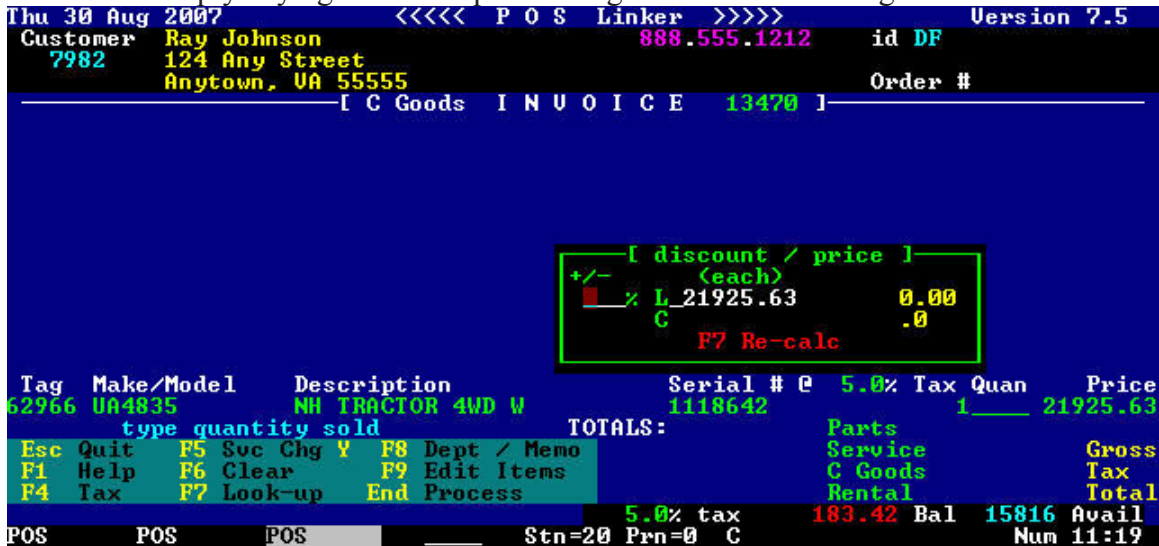 Thu 30 Aug 2007 <<<<< P O S Linker >>>>> Version 7.5
Customer Ray Johnson 888.555.1212 id DF
7982 124 Any Street
Anytown, VA 55555 Order #
[ C Goods I N V O I C E 13470 ]
[ discount / price ]
+/- (each)
___% L_21925.63 0.00
C .0
F7 Re-calc
Tag Make/Model Description Serial # @ 5.0% Tax Quan Price
62966 UA4835 NH TRACTOR 4WD W 1118642 1____ 21925.63
type quantity sold TOTALS: Parts
Esc Quit F5 Svc Chg Y F8 Dept / Memo Service Gross
F1 Help F6 Clear F9 Edit Items C Goods Tax
F4 Tax F7 Look-up End Process Rental Total
5.0% tax 183.42 Bal 15816 Avail
POS POS POS ____ Stn=20 Prn=0 C Num 11:19